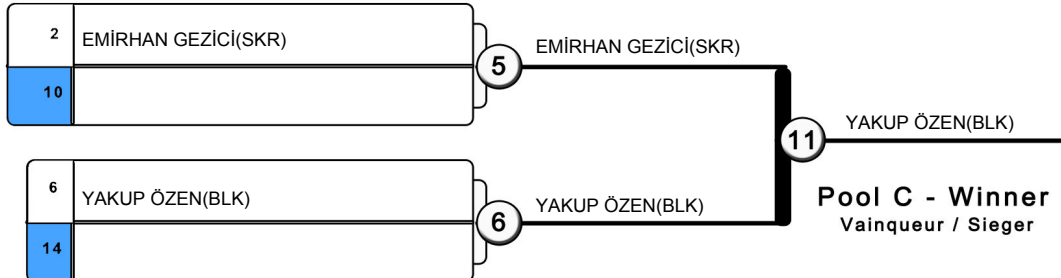 2 EMİRHAN GEZİCİ(SKR)
10
5 EMİRHAN GEZİCİ(SKR)
6 YAKUP ÖZEN(BLK)
14
6 YAKUP ÖZEN(BLK)
11 YAKUP ÖZEN(BLK)
Pool C - Winner
Vainqueur / Sieger